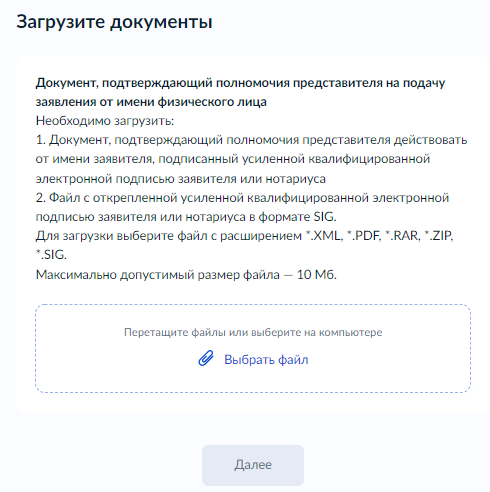 Загрузите документы
Документ, подтверждающий полномочия представителя на подачу
заявления от имени физического лица
Необходимо загрузить:
1. Документ, подтверждающий полномочия представителя действовать
от имени заявителя, подписанный усиленной квалифицированной
электронной подписью заявителя или нотариуса
2. Файл с откреплённой усиленной квалифицированной электронной
подписью заявителя или нотариуса в формате SIG.
Для загрузки выберите файл с расширением *.XML, *.PDF, *.RAR, *.ZIP,
*.SIG.
Максимально допустимый размер файла — 10 Мб.
Перетащите файлы или выберите на компьютере
Выбрать файл
Далее